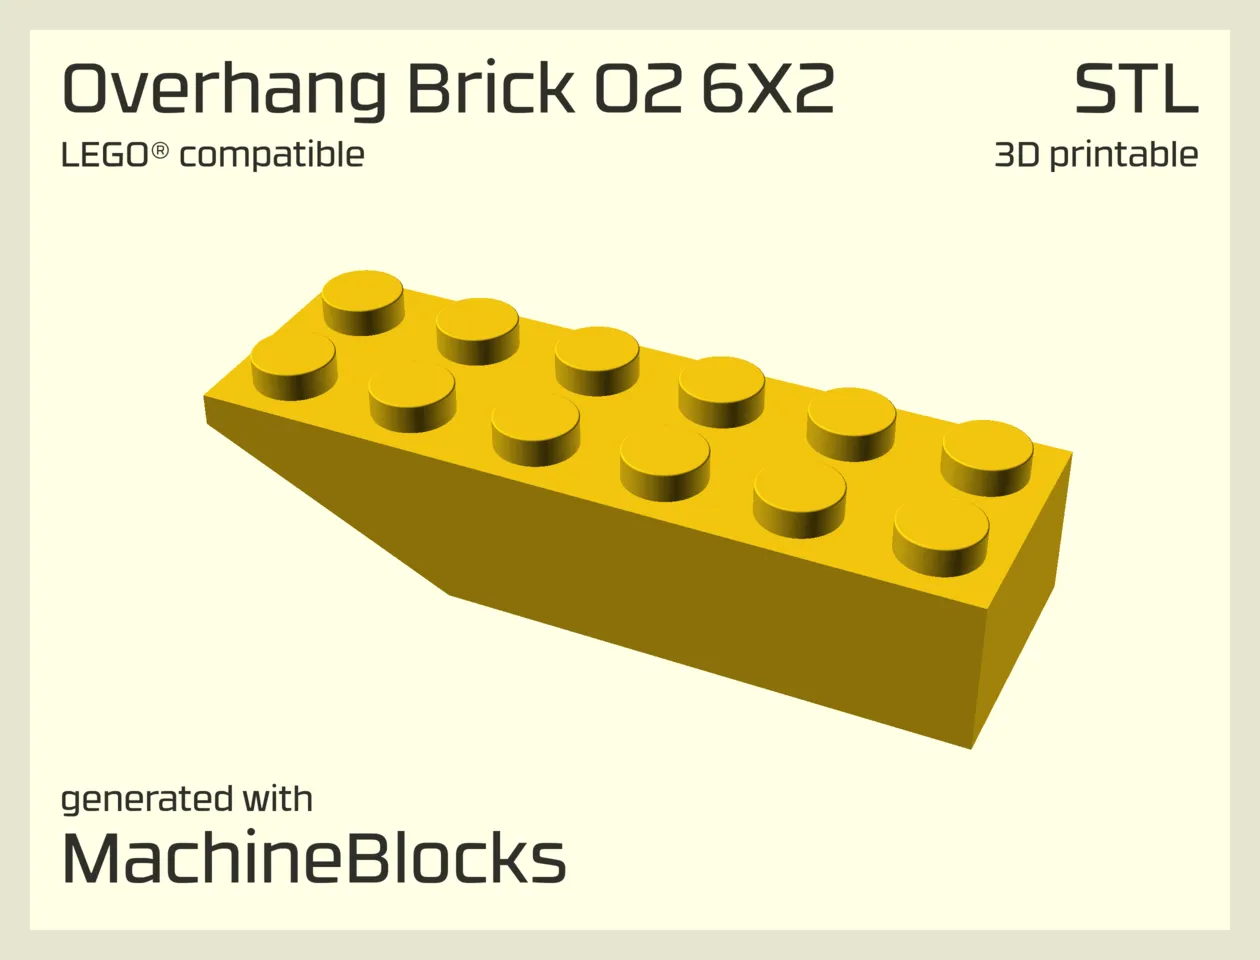 Overhang Brick 02 6X2
STL
LEGO® compatible
3D printable
generated with
MachineBlocks